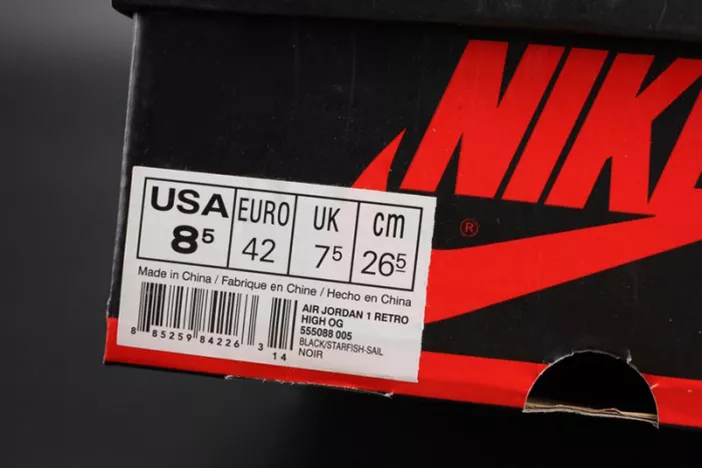 NIKE
®
USA EURO UK cm
8⁵ 42 7⁵ 26⁵
Made in China / Fabrique en Chine / Hecho en China
AIR JORDAN 1 RETRO
HIGH OG
555088 005
BLACK/STARFISH-SAIL
NOIR
8 85259 84226 3 14